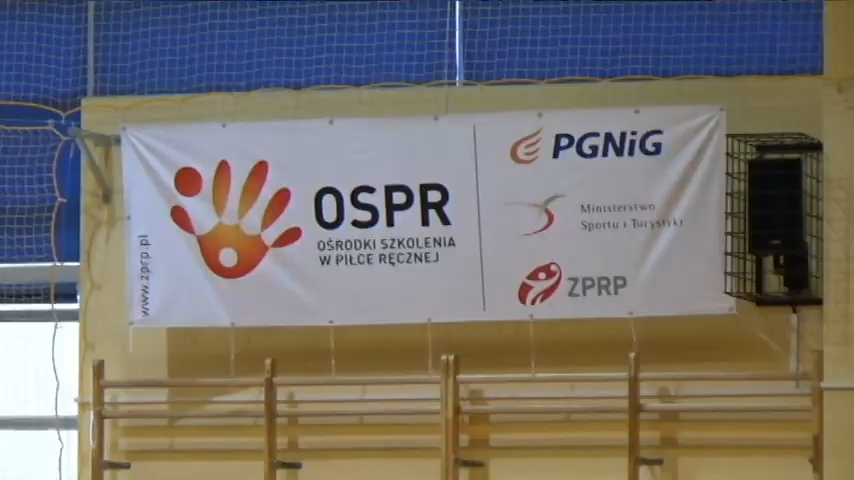 www.zprp.pl
OSPR
OŚRODKI SZKOLENIA
W PIŁCE RĘCZNEJ
PGNiG
Ministerstwo
Sportu i Turystyki
ZPRP